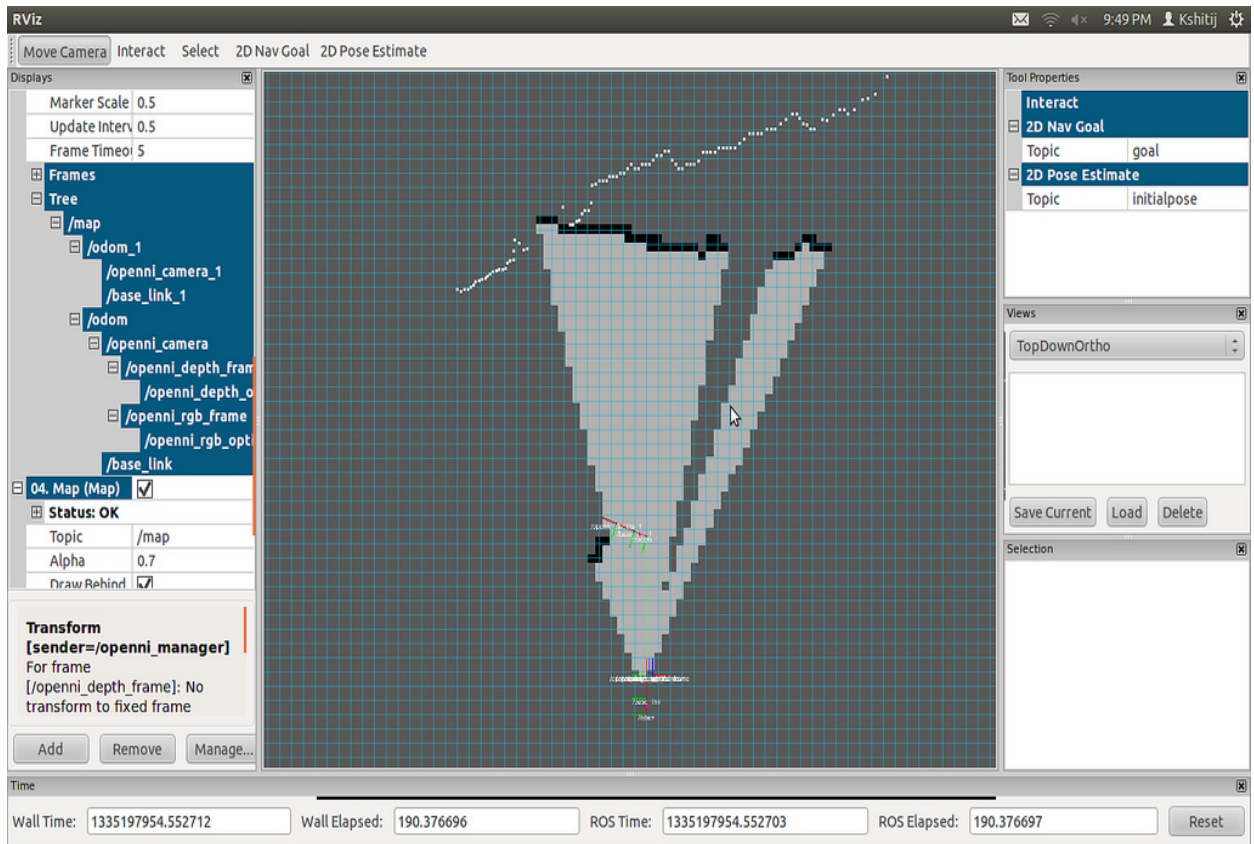 RViz
9:49 PM Kshitij
Move Camera Interact Select 2D Nav Goal 2D Pose Estimate
Displays
Marker Scale 0.5
Update Interv 0.5
Frame Timeou 5
Frames
Tree
/map
/odom_1
/openni_camera_1
/base_link_1
/odom
/openni_camera
/openni_depth_fram
/openni_depth_o
/openni_rgb_frame
/openni_rgb_opti
/base_link
04. Map (Map)
Status: OK
Topic /map
Alpha 0.7
Draw Behind
Transform
[sender=/openni_manager]
For frame
[/openni_depth_frame]: No
transform to fixed frame
Add Remove Manage...
Tool Properties
Interact
2D Nav Goal
Topic goal
2D Pose Estimate
Topic initialpose
Views
TopDownOrtho
Save Current Load Delete
Selection
Time
Wall Time: 1335197954.552712 Wall Elapsed: 190.376696 ROS Time: 1335197954.552703 ROS Elapsed: 190.376697 Reset